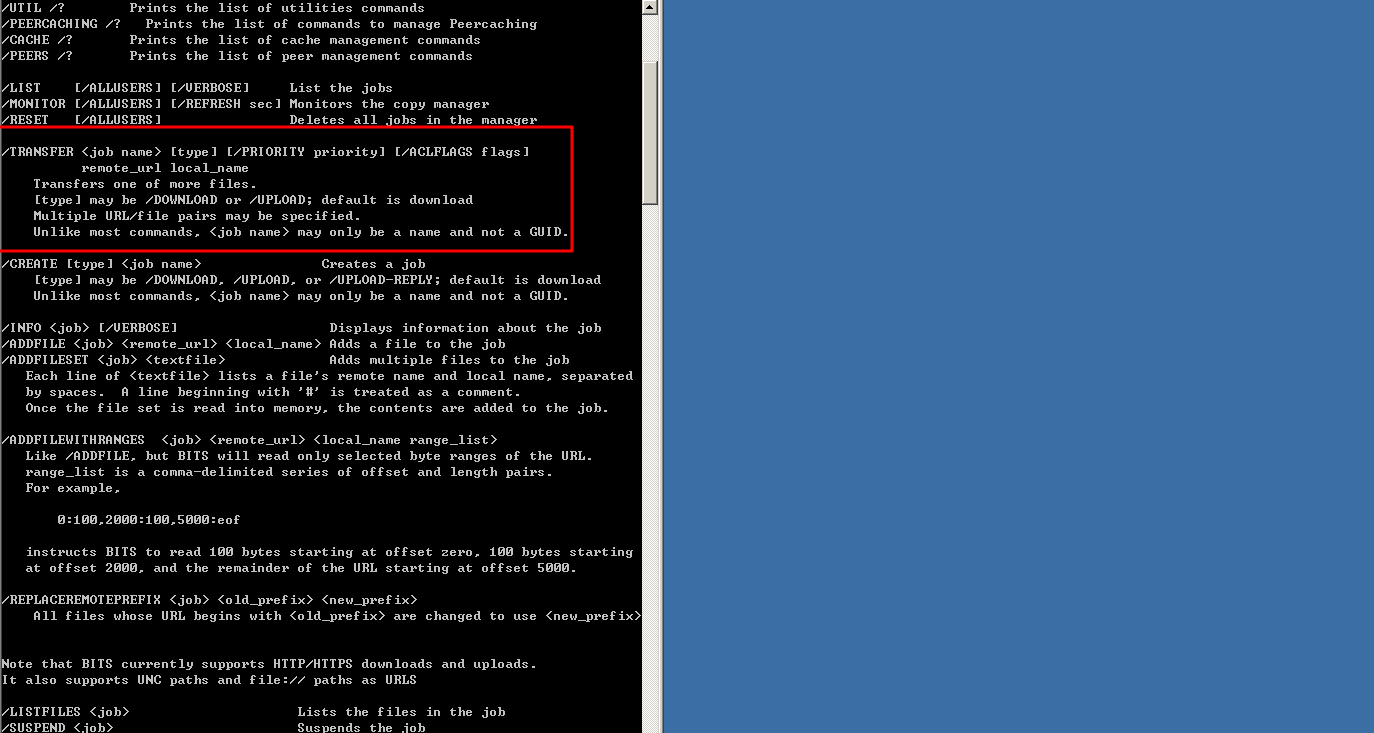 /UTIL /?        Prints the list of utilities commands
/PEERCACHING /?   Prints the list of commands to manage Peercaching
/CACHE /?       Prints the list of cache management commands
/PEERS /?       Prints the list of peer management commands
/LIST    [/ALLUSERS] [/VERBOSE]     List the jobs
/MONITOR [/ALLUSERS] [/REFRESH sec] Monitors the copy manager
/RESET   [/ALLUSERS]                Deletes all jobs in the manager
/TRANSFER <job name> [type] [/PRIORITY priority] [/ACLFLAGS flags]
          remote_url local_name
    Transfers one of more files.
    [type] may be /DOWNLOAD or /UPLOAD; default is download
    Multiple URL/file pairs may be specified.
    Unlike most commands, <job name> may only be a name and not a GUID.
/CREATE [type] <job name>               Creates a job
    [type] may be /DOWNLOAD, /UPLOAD, or /UPLOAD-REPLY; default is download
    Unlike most commands, <job name> may only be a name and not a GUID.
/INFO <job> [/VERBOSE]                   Displays information about the job
/ADDFILE <job> <remote_url> <local_name> Adds a file to the job
/ADDFILESET <job> <textfile>             Adds multiple files to the job
   Each line of <textfile> lists a file's remote name and local name, separated
   by spaces.  A line beginning with '#' is treated as a comment.
   Once the file set is read into memory, the contents are added to the job.
/ADDFILEWITHRANGES  <job> <remote_url> <local_name range_list>
   Like /ADDFILE, but BITS will read only selected byte ranges of the URL.
   range_list is a comma-delimited series of offset and length pairs.
   For example,
       0:100,2000:100,5000:eof
   instructs BITS to read 100 bytes starting at offset zero, 100 bytes starting
   at offset 2000, and the remainder of the URL starting at offset 5000.
/REPLACEREMOTEPREFIX <job> <old_prefix> <new_prefix>
    All files whose URL begins with <old_prefix> are changed to use <new_prefix>
Note that BITS currently supports HTTP/HTTPS downloads and uploads.
It also supports UNC paths and file:// paths as URLS
/LISTFILES <job>                     Lists the files in the job
/SUSPEND <job>                       Suspends the job